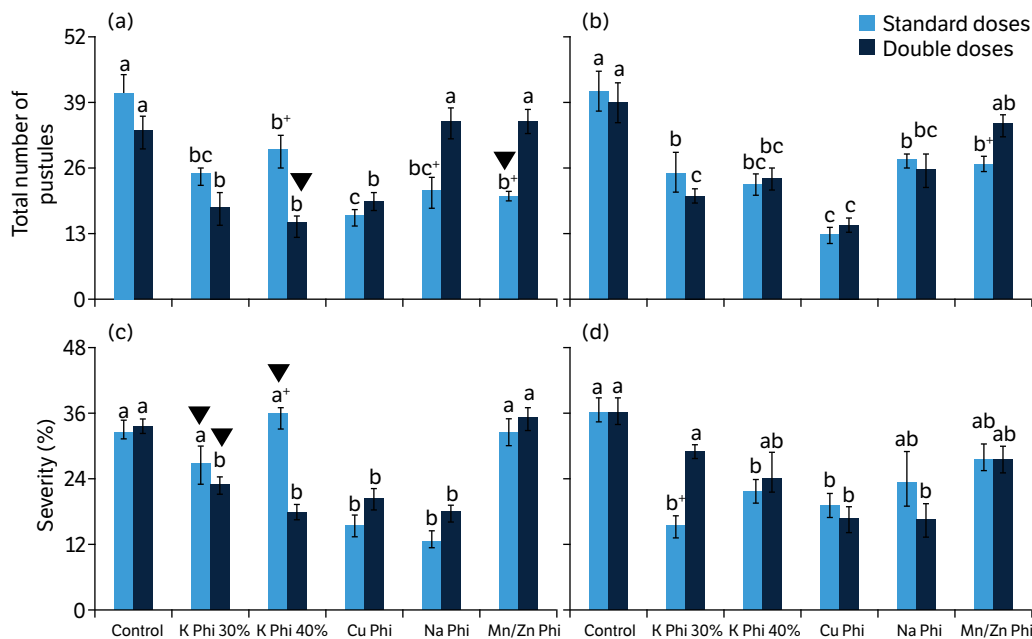 (a)
(b)
Standard doses
Double doses
Total number of
pustules
52
39
26
13
0
a
a
bc
b
b+
b
c
b
bc+
a
b+
a
a
a
b
c
bc
bc
c
c
b
bc
b+
ab
(c)
(d)
Severity (%)
48
36
24
12
0
a
a
a
b
a+
b
b
b
b
b
a
a
a
a
b+
a
b
ab
b
b
ab
b
ab
ab
Control
K Phi 30%
K Phi 40%
Cu Phi
Na Phi
Mn/Zn Phi
Control
K Phi 30%
K Phi 40%
Cu Phi
Na Phi
Mn/Zn Phi